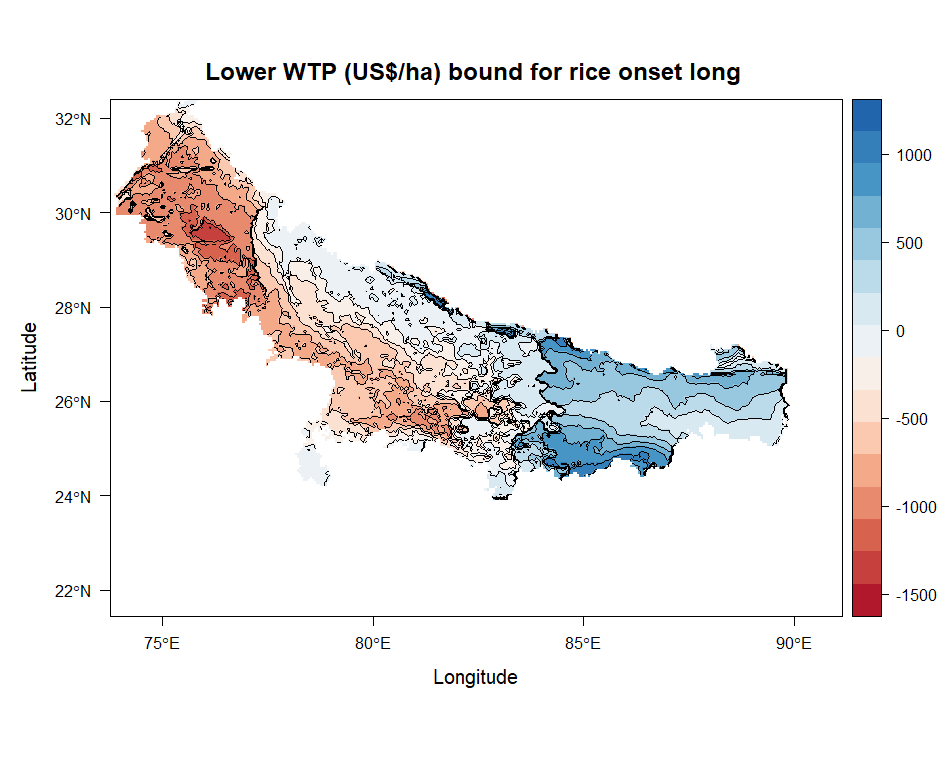 Lower WTP (US$/ha) bound for rice onset long
32°N
30°N
28°N
26°N
24°N
22°N
Latitude
75°E
80°E
85°E
90°E
Longitude
1000
500
0
-500
-1000
-1500